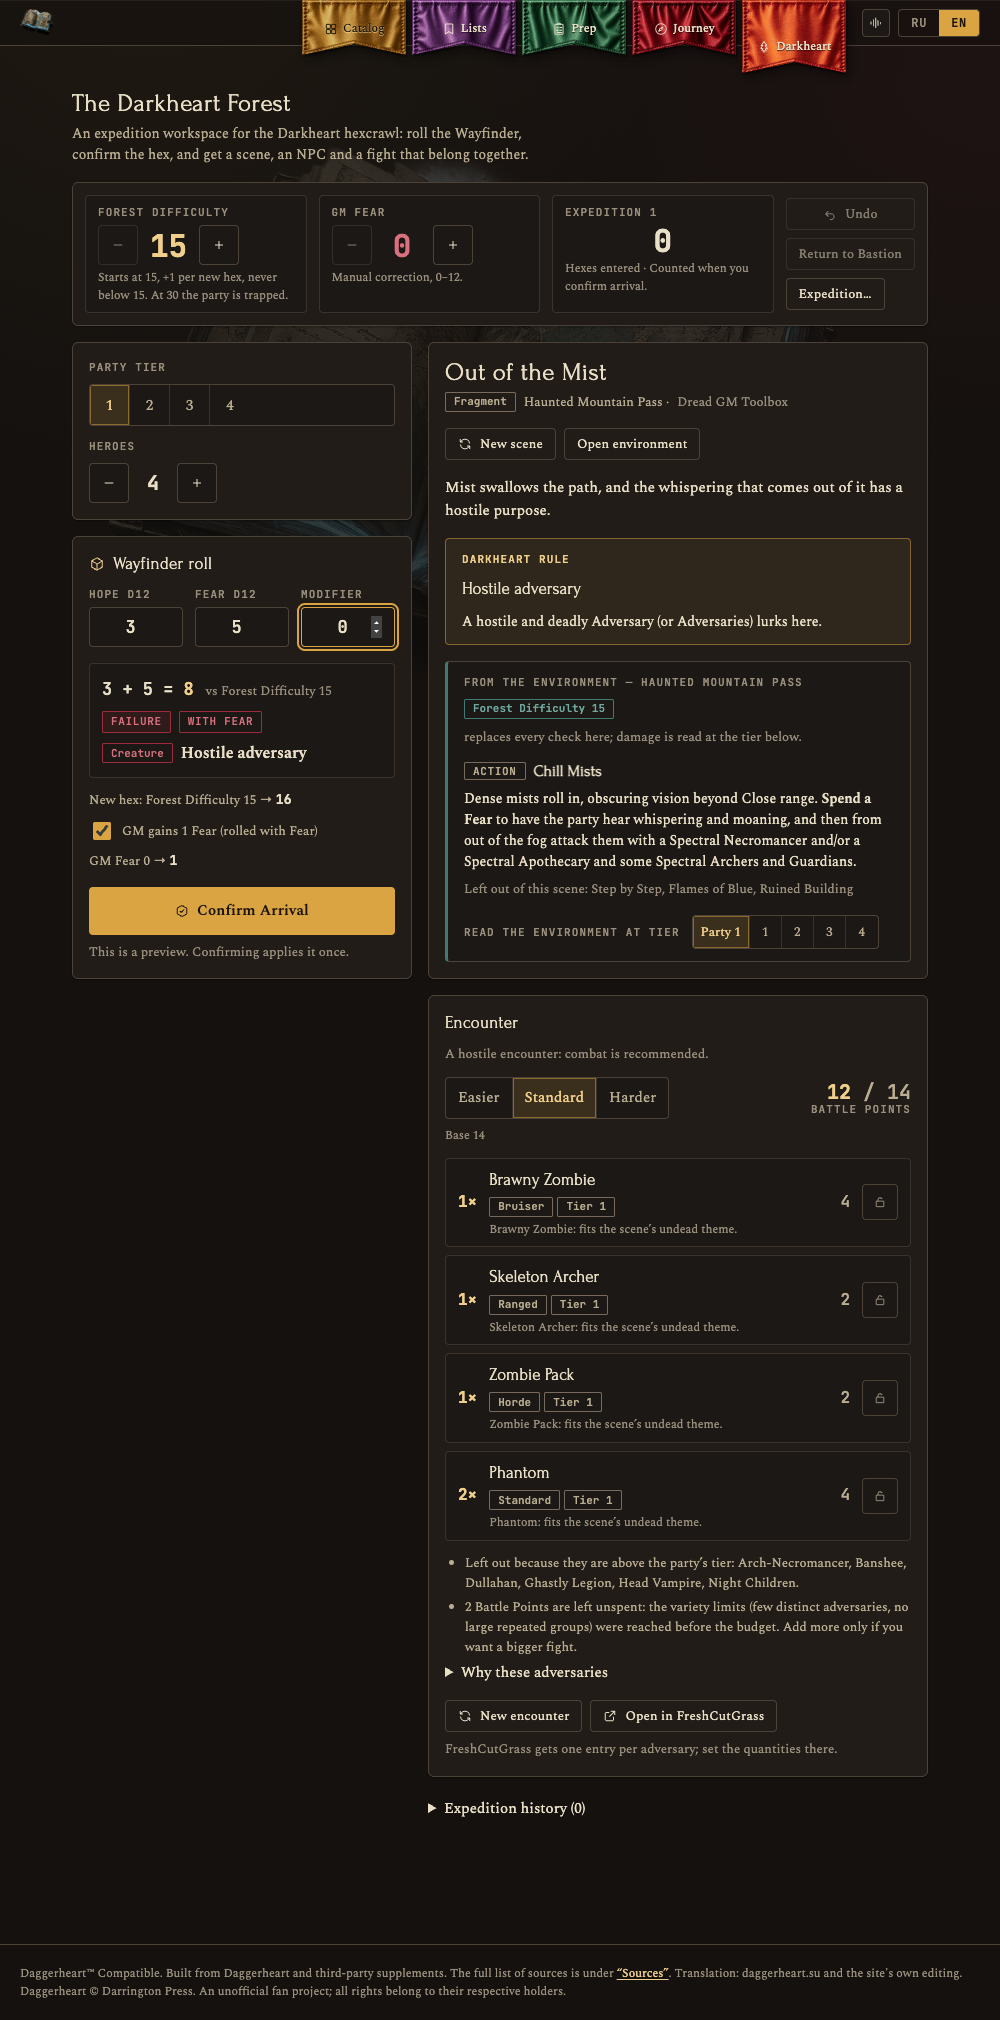 Catalog
Lists
Prep
Journey
Darkheart
RU
EN
The Darkheart Forest
An expedition workspace for the Darkheart hexcrawl: roll the Wayfinder,
confirm the hex, and get a scene, an NPC and a fight that belong together.
FOREST DIFFICULTY
− 15 +
Starts at 15, +1 per new hex, never
below 15. At 30 the party is trapped.
GM FEAR
− 0 +
Manual correction, 0–12.
EXPEDITION 1
0
Hexes entered · Counted when you
confirm arrival.
Undo
Return to Bastion
Expedition…
PARTY TIER
1 2 3 4
HEROES
− 4 +
Wayfinder roll
HOPE D12 FEAR D12 MODIFIER
3 5 0
3 + 5 = 8 vs Forest Difficulty 15
FAILURE WITH FEAR
Creature Hostile adversary
New hex: Forest Difficulty 15 → 16
GM gains 1 Fear (rolled with Fear)
GM Fear 0 → 1
Confirm Arrival
This is a preview. Confirming applies it once.
Out of the Mist
Fragment Haunted Mountain Pass · Dread GM Toolbox
New scene Open environment
Mist swallows the path, and the whispering that comes out of it has a
hostile purpose.
DARKHEART RULE
Hostile adversary
A hostile and deadly Adversary (or Adversaries) lurks here.
FROM THE ENVIRONMENT — HAUNTED MOUNTAIN PASS
Forest Difficulty 15
replaces every check here; damage is read at the tier below.
ACTION Chill Mists
Dense mists roll in, obscuring vision beyond Close range. Spend a
Fear to have the party hear whispering and moaning, and then from
out of the fog attack them with a Spectral Necromancer and/or a
Spectral Apothecary and some Spectral Archers and Guardians.
Left out of this scene: Step by Step, Flames of Blue, Ruined Building
READ THE ENVIRONMENT AT TIER Party 1 1 2 3 4
Encounter
A hostile encounter: combat is recommended.
Easier Standard Harder
12 / 14
BATTLE POINTS
Base 14
1× Brawny Zombie
Bruiser Tier 1
4
Brawny Zombie: fits the scene's undead theme.
1× Skeleton Archer
Ranged Tier 1
2
Skeleton Archer: fits the scene's undead theme.
1× Zombie Pack
Horde Tier 1
2
Zombie Pack: fits the scene's undead theme.
2× Phantom
Standard Tier 1
4
Phantom: fits the scene's undead theme.
• Left out because they are above the party's tier: Arch-Necromancer, Banshee,
Dullahan, Ghastly Legion, Head Vampire, Night Children.
• 2 Battle Points are left unspent: the variety limits (few distinct adversaries, no
large repeated groups) were reached before the budget. Add more only if you
want a bigger fight.
Why these adversaries
New encounter Open in FreshCutGrass
FreshCutGrass gets one entry per adversary; set the quantities there.
Expedition history (0)
Daggerheart™ Compatible. Built from Daggerheart and third-party supplements. The full list of sources is under “Sources”. Translation: daggerheart.su and the site's own editing.
Daggerheart © Darrington Press. An unofficial fan project; all rights belong to their respective holders.